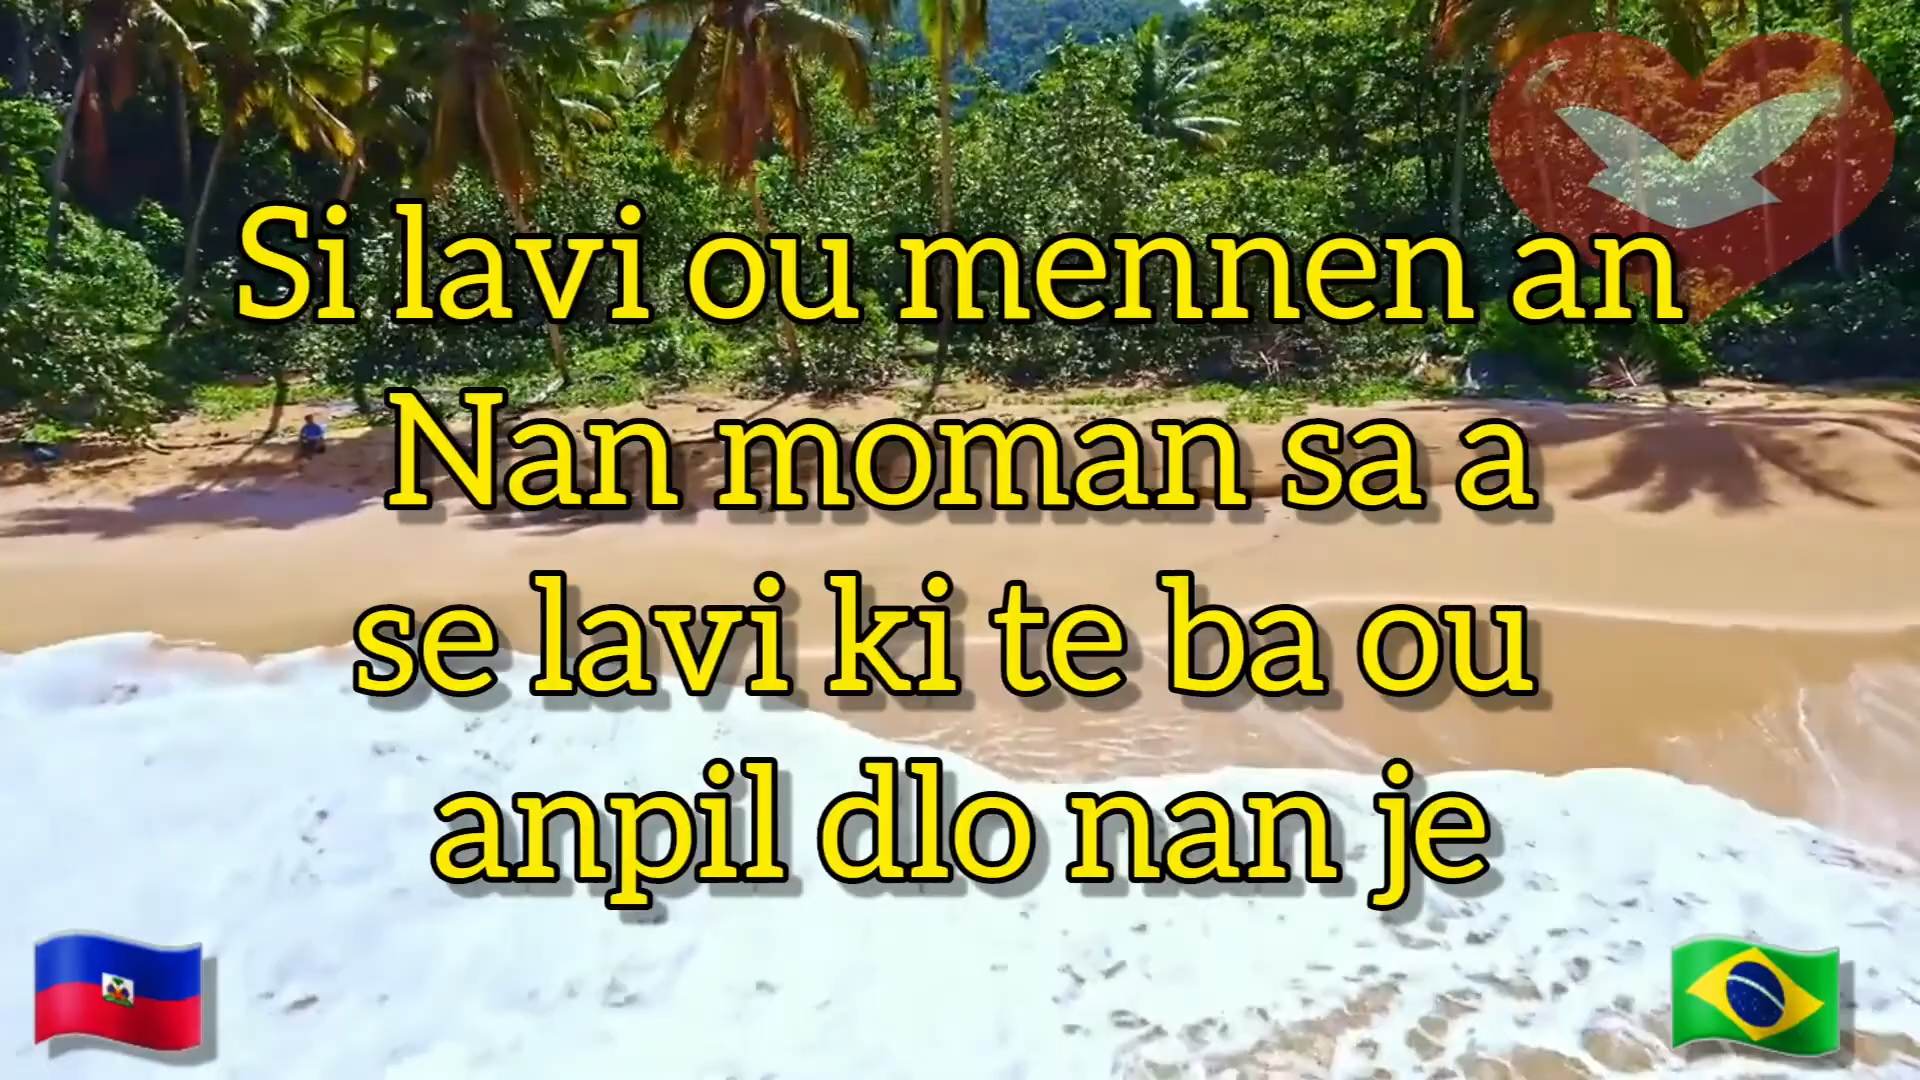 Si lavi ou mennen an
Nan moman sa a
se lavi ki te ba ou
anpil dlo nan je